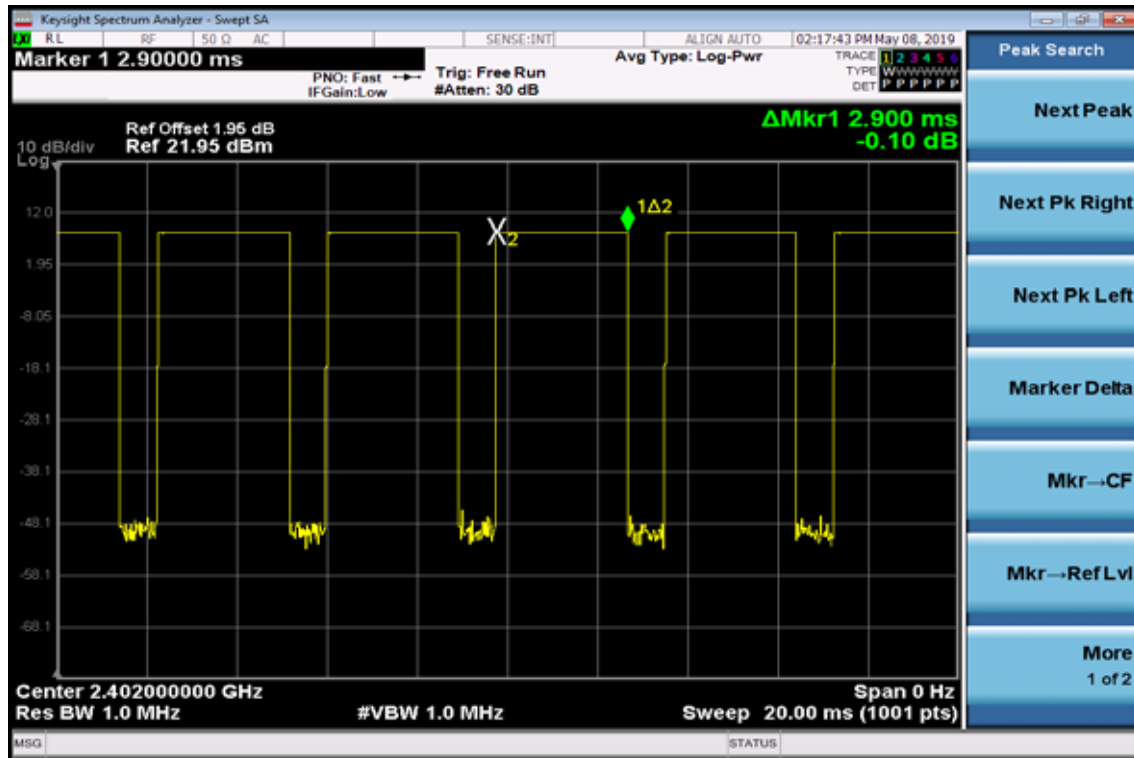 Keysight Spectrum Analyzer - Swept SA
RL RF 50 Ω AC SENSE:INT ALIGN AUTO 02:17:43 PM May 08, 2019
Marker 1 2.90000 ms
PNO: Fast
IFGain:Low
Trig: Free Run
#Atten: 30 dB
Avg Type: Log-Pwr
TRACE 1 2 3 4 5 6
TYPE WWWWWW
DET P P P P P P
Peak Search
Next Peak
Next Pk Right
Next Pk Left
Marker Delta
Mkr→CF
Mkr→Ref Lvl
More
1 of 2
ΔMkr1 2.900 ms
-0.10 dB
Ref Offset 1.95 dB
10 dB/div Ref 21.95 dBm
Log
12.0
1.95
-8.05
-18.1
-28.1
-38.1
-48.1
-58.1
-68.1
X2
1Δ2
Center 2.402000000 GHz Span 0 Hz
Res BW 1.0 MHz #VBW 1.0 MHz Sweep 20.00 ms (1001 pts)
MSG STATUS